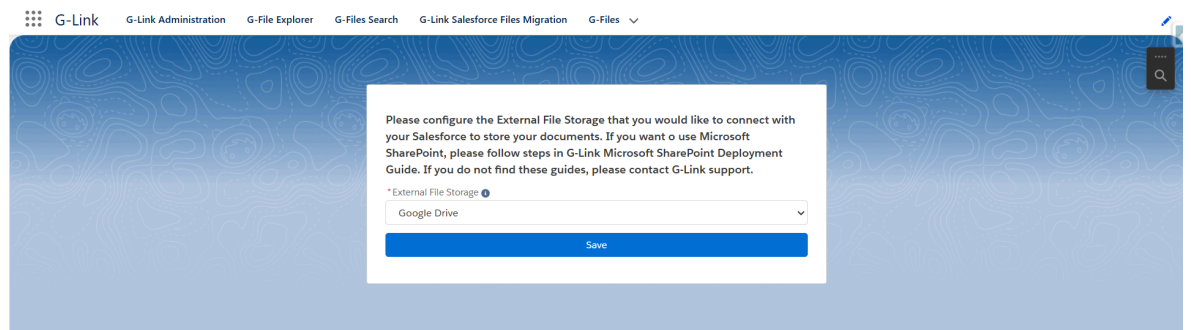 G-Link G-Link Administration G-File Explorer G-Files Search G-Link Salesforce Files Migration G-Files
Please configure the External File Storage that you would like to connect with
your Salesforce to store your documents. If you want o use Microsoft
SharePoint, please follow steps in G-Link Microsoft SharePoint Deployment
Guide. If you do not find these guides, please contact G-Link support.
* External File Storage
Google Drive
Save